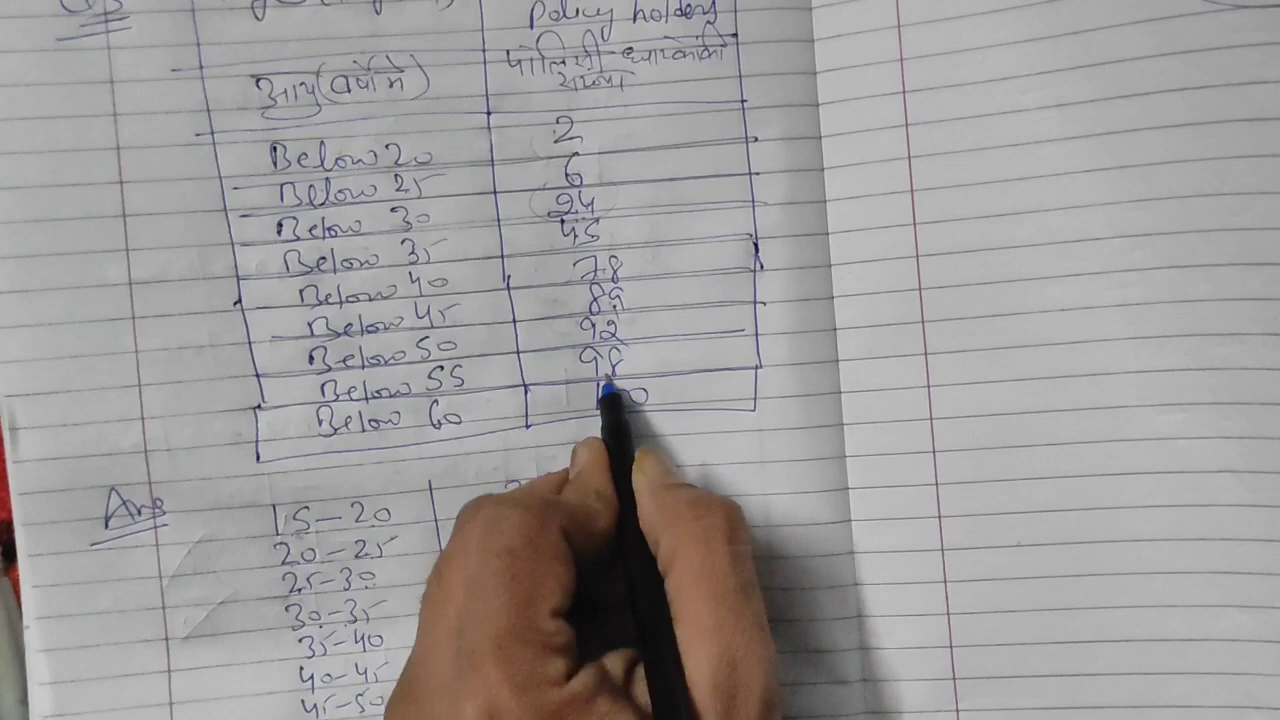 Policy holders
आयु (वर्षो मे)
पॉलिसी धारकोकी
संख्या
Below 20 2
Below 25 6
Below 30 24
Below 35 45
Below 40 78
Below 45 89
Below 50 92
Below 55 98
Below 60 100
Ans
15-20
20-25
25-30
30-35
35-40
40-45
45-50